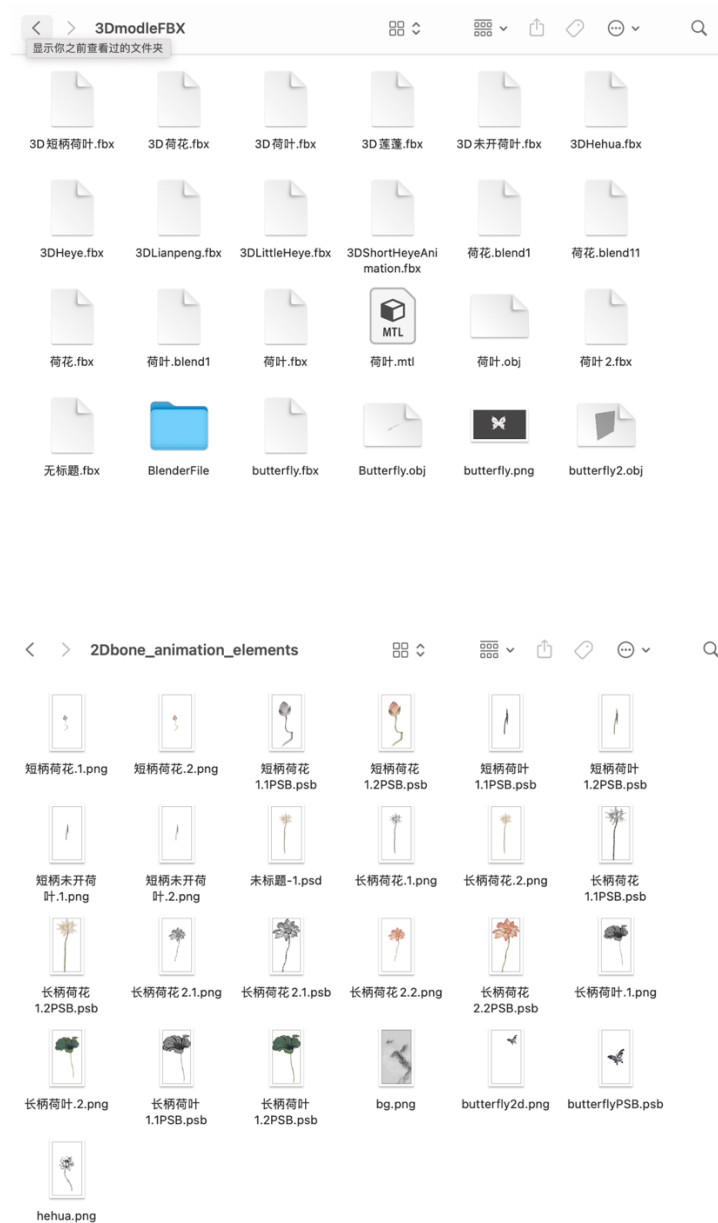 3DmodleFBX
显示你之前查看过的文件夹
3D短柄荷叶.fbx
3D荷花.fbx
3D荷叶.fbx
3D莲蓬.fbx
3D未开荷叶.fbx
3DHehua.fbx
3DHeye.fbx
3DLianpeng.fbx
3DLittleHeye.fbx
3DShortHeyeAni
mation.fbx
荷花.blend1
荷花.blend11
荷花.fbx
荷叶.blend1
荷叶.fbx
MTL
荷叶.mtl
荷叶.obj
荷叶2.fbx
无标题.fbx
BlenderFile
butterfly.fbx
Butterfly.obj
butterfly.png
butterfly2.obj
2Dbone_animation_elements
短柄荷花.1.png
短柄荷花.2.png
短柄荷花
1.1PSB.psb
短柄荷花
1.2PSB.psb
短柄荷叶
1.1PSB.psb
短柄荷叶
1.2PSB.psb
短柄未开荷
叶.1.png
短柄未开荷
叶.2.png
未标题-1.psd
长柄荷花.1.png
长柄荷花.2.png
长柄荷花
1.1PSB.psb
长柄荷花
1.2PSB.psb
长柄荷花2.1.png
长柄荷花2.1.psb
长柄荷花2.2.png
长柄荷花
2.2PSB.psb
长柄荷叶.1.png
长柄荷叶.2.png
长柄荷叶
1.1PSB.psb
长柄荷叶
1.2PSB.psb
bg.png
butterfly2d.png
butterflyPSB.psb
hehua.png